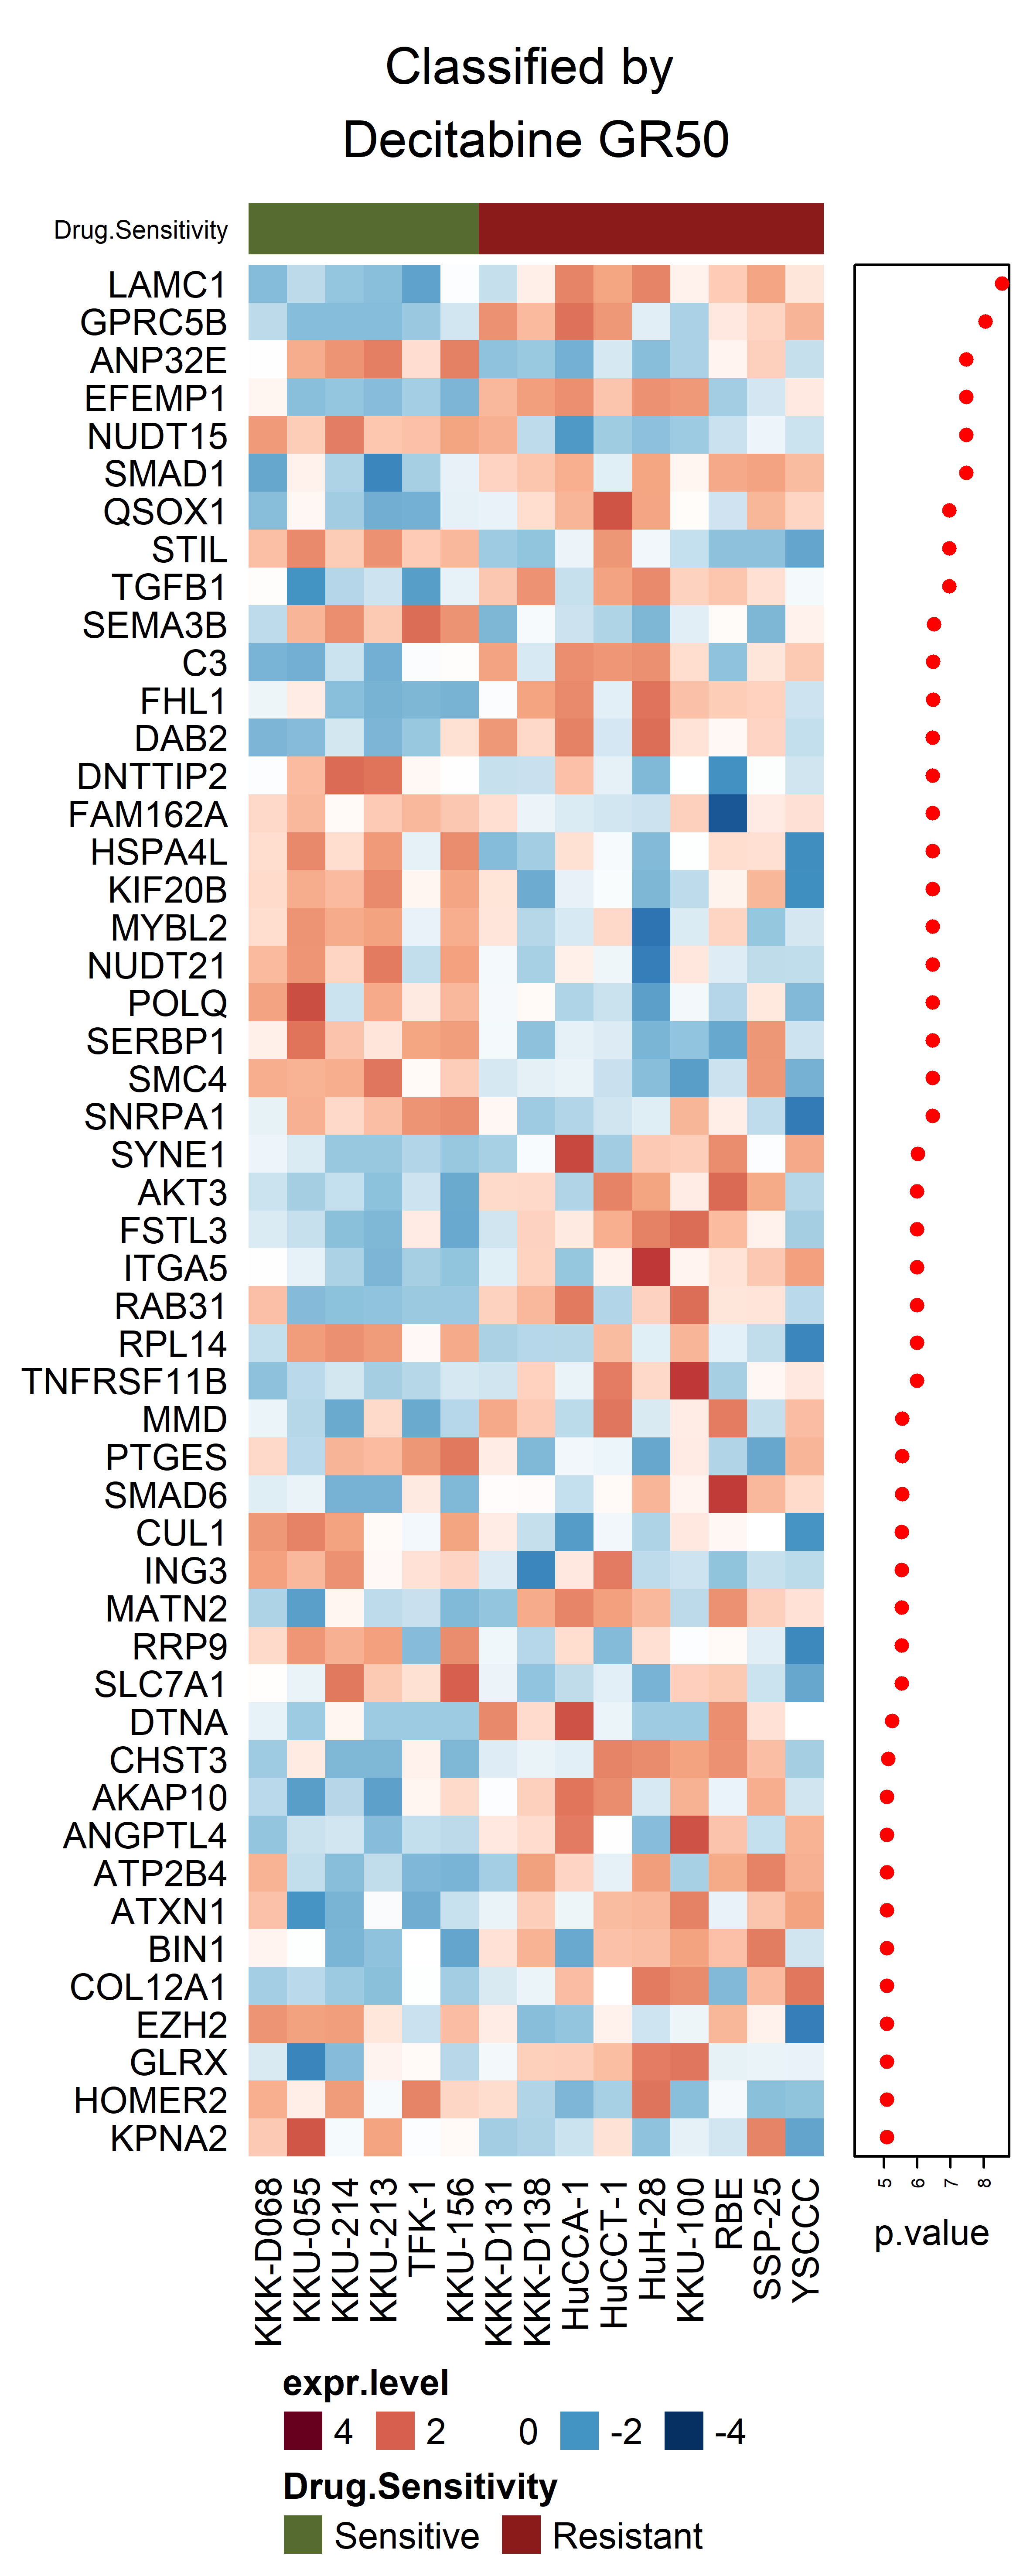 Classified by
Decitabine GR50
Drug.Sensitivity
LAMC1
GPRC5B
ANP32E
EFEMP1
NUDT15
SMAD1
QSOX1
STIL
TGFB1
SEMA3B
C3
FHL1
DAB2
DNTTIP2
FAM162A
HSPA4L
KIF20B
MYBL2
NUDT21
POLQ
SERBP1
SMC4
SNRPA1
SYNE1
AKT3
FSTL3
ITGA5
RAB31
RPL14
TNFRSF11B
MMD
PTGES
SMAD6
CUL1
ING3
MATN2
RRP9
SLC7A1
DTNA
CHST3
AKAP10
ANGPTL4
ATP2B4
ATXN1
BIN1
COL12A1
EZH2
GLRX
HOMER2
KPNA2
5 6 7 8
p.value
KKK-D068
KKU-055
KKU-214
KKU-213
TFK-1
KKU-156
KKK-D131
KKK-D138
HuCCA-1
HuCCT-1
HuH-28
KKU-100
RBE
SSP-25
YSCCC
expr.level
4 2 0 -2 -4
Drug.Sensitivity
Sensitive Resistant